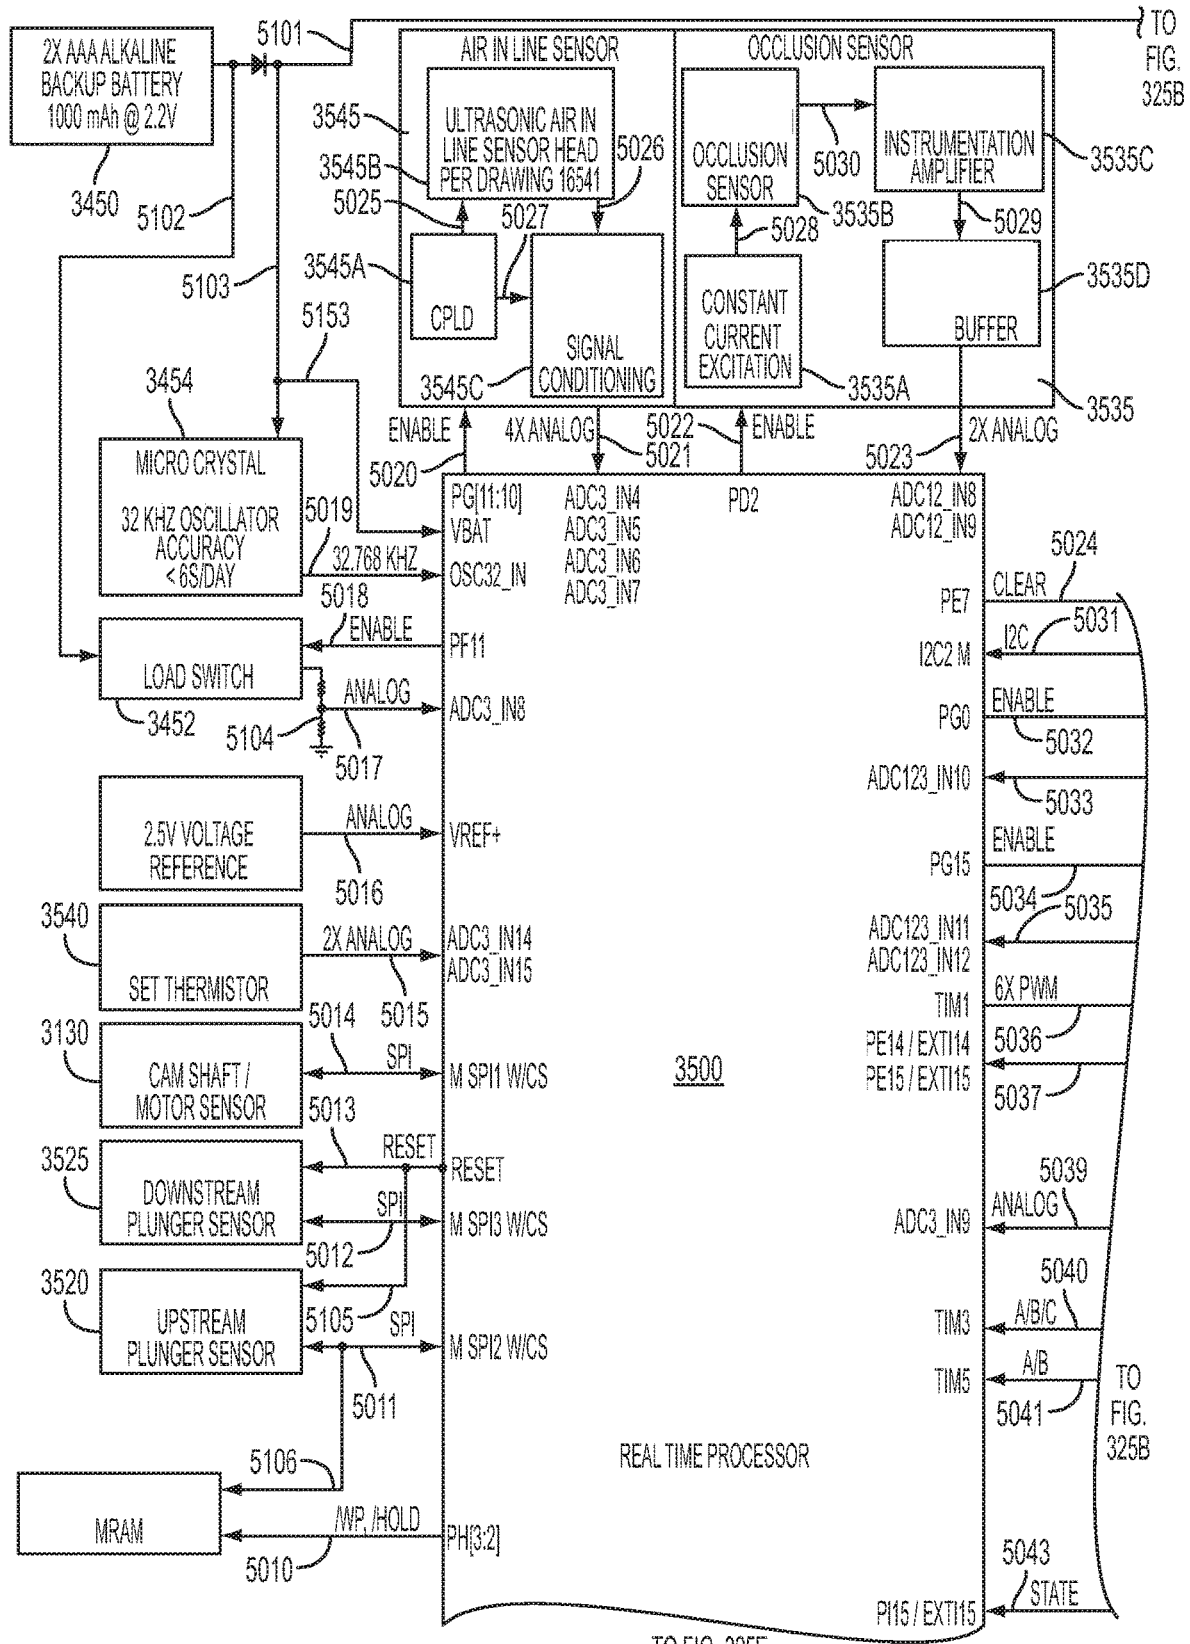 5101
TO
FIG.
325B
2X AAA ALKALINE
BACKUP BATTERY
1000 mAh @ 2.2V
3450
5102
5103
5153
AIR IN LINE SENSOR
3545
ULTRASONIC AIR IN
LINE SENSOR HEAD
PER DRAWING 16541
3545B
5025
5027
5026
3545A
CPLD
SIGNAL
CONDITIONING
3545C
OCCLUSION SENSOR
OCCLUSION
SENSOR
5030
INSTRUMENTATION
AMPLIFIER
3535C
3535B
5028
5029
3535D
CONSTANT
CURRENT
EXCITATION
BUFFER
3535A
3535
ENABLE
5020
4X ANALOG
5021
5022
ENABLE
5023
2X ANALOG
3454
MICRO CRYSTAL
32 KHZ OSCILLATOR
ACCURACY
< 6S/DAY
5019
32.768 KHZ
5018
ENABLE
LOAD SWITCH
3452
5104
ANALOG
5017
2.5V VOLTAGE
REFERENCE
ANALOG
5016
3540
SET THERMISTOR
2X ANALOG
5015
3130
CAM SHAFT /
MOTOR SENSOR
5014
SPI
5013
RESET
3525
DOWNSTREAM
PLUNGER SENSOR
SPI
5012
3520
UPSTREAM
PLUNGER SENSOR
5105
SPI
5011
5106
MRAM
/WP, /HOLD
5010
PG[11:10]
VBAT
OSC32_IN
PF11
ADC3_IN8
VREF+
ADC3_IN14
ADC3_IN15
M SPI1 W/CS
RESET
M SPI3 W/CS
M SPI2 W/CS
PH[3:2]
ADC3_IN4
ADC3_IN5
ADC3_IN6
ADC3_IN7
PD2
ADC12_IN8
ADC12_IN9
3500
REAL TIME PROCESSOR
PE7
I2C2 M
PG0
ADC123_IN10
PG15
ADC123_IN11
ADC123_IN12
TIM1
PE14 / EXTI14
PE15 / EXTI15
ADC3_IN9
TIM3
TIM5
PI15 / EXTI15
5024
CLEAR
I2C
5031
ENABLE
5032
5033
ENABLE
5034
5035
6X PWM
5036
5037
5039
ANALOG
5040
A/B/C
A/B
5041
TO
FIG.
325B
5043
STATE